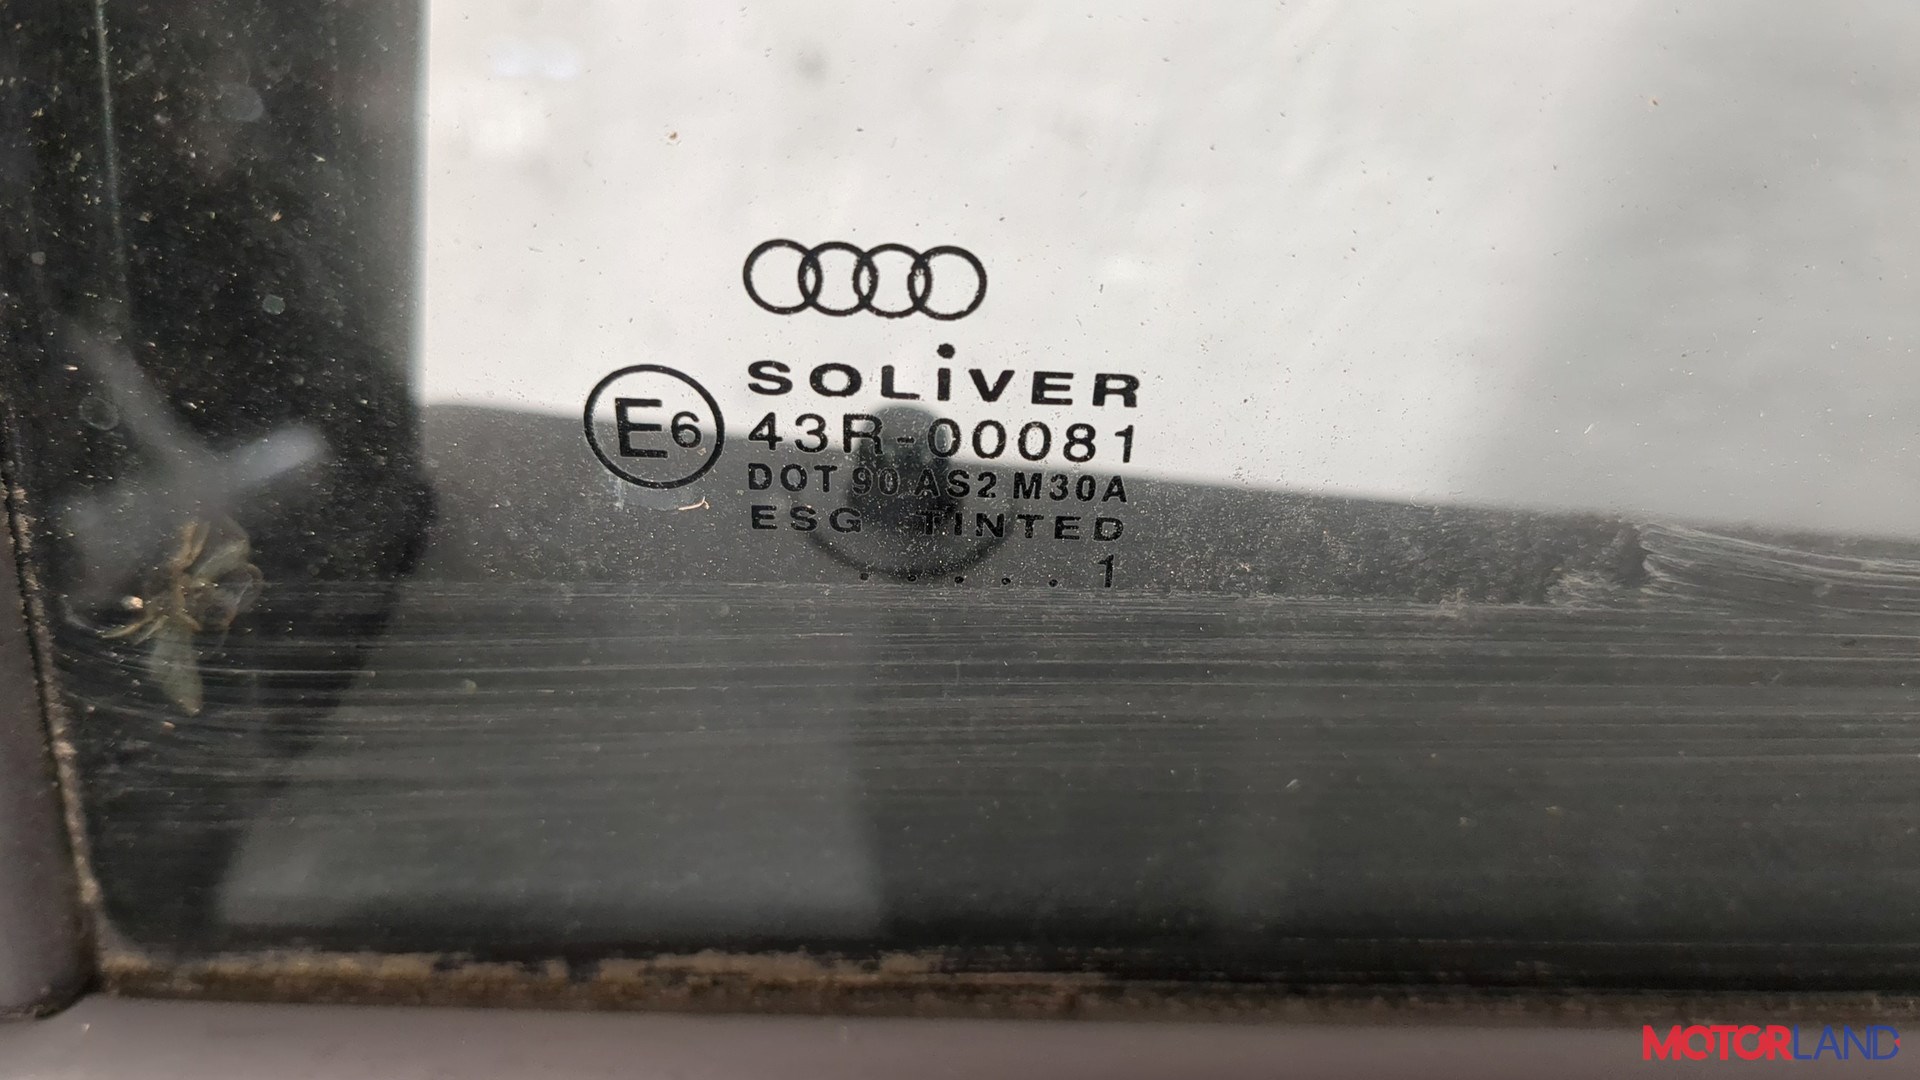 SOLiVER
E6 43R-00081
DOT 90 AS2 M30A
ESG TINTED
. . . . . 1
MOTORLAND